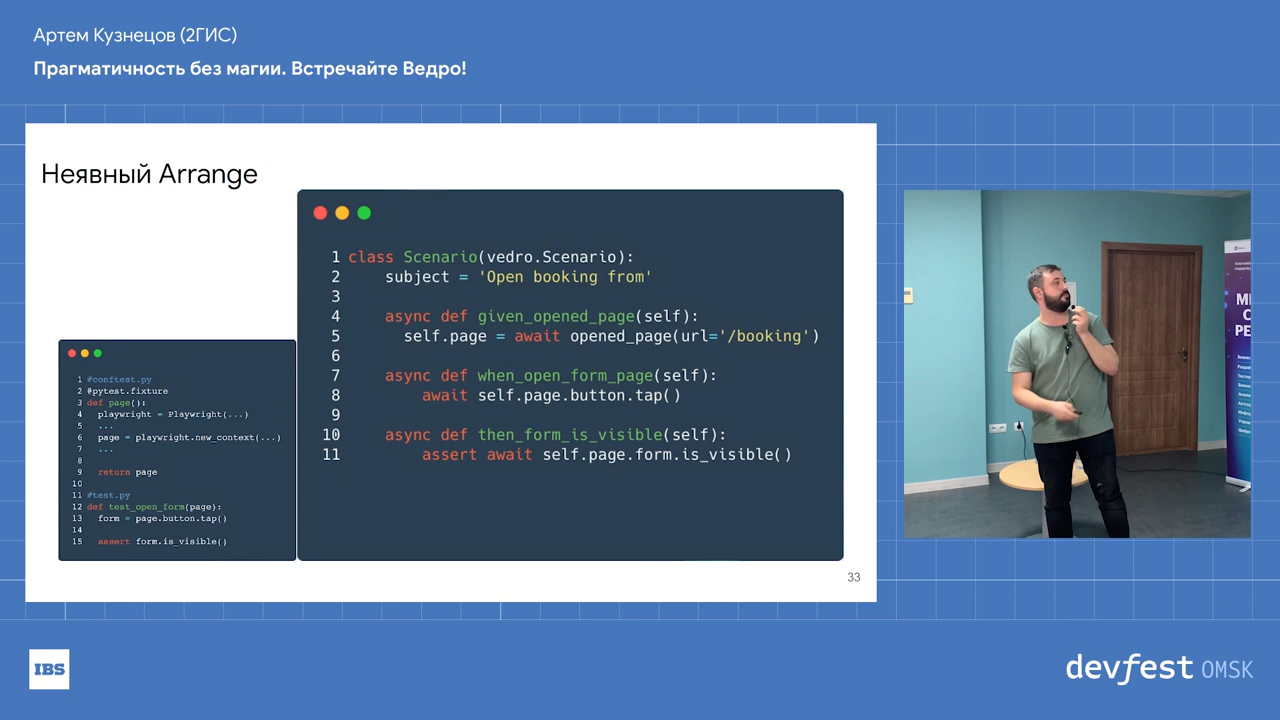 Артем Кузнецов (2ГИС)
Прагматичность без магии. Встречайте Ведро!
Неявный Arrange
1 #conftest.py
2 @pytest.fixture
3 def page():
4 playwright = Playwright(...)
5 ...
6 page = playwright.new_context(...)
7 ...
8
9 return page
10
11 #test.py
12 def test_open_form(page):
13 form = page.button.tap()
14
15 assert form.is_visible()
1 class Scenario(vedro.Scenario):
2 subject = 'Open booking from'
3
4 async def given_opened_page(self):
5 self.page = await opened_page(url='/booking')
6
7 async def when_open_form_page(self):
8 await self.page.button.tap()
9
10 async def then_form_is_visible(self):
11 assert await self.page.form.is_visible()
33
IBS
devfest OMSK